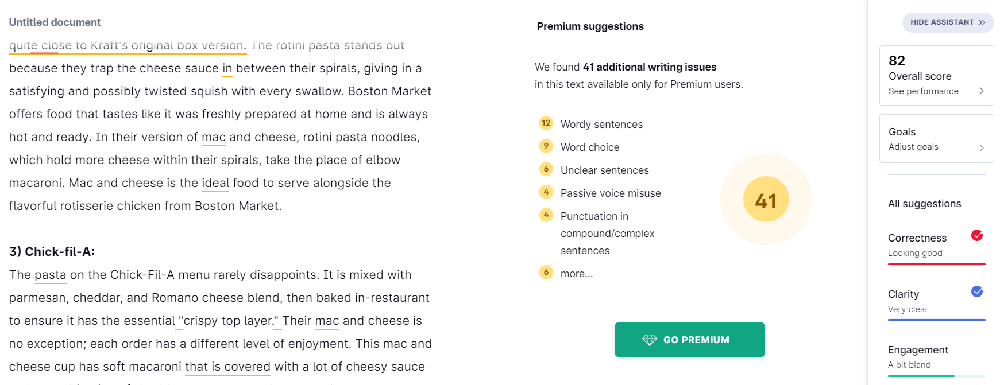 Untitled document
quite close to Kraft's original box version. The rotini pasta stands out
because they trap the cheese sauce in between their spirals, giving in a
satisfying and possibly twisted squish with every swallow. Boston Market
offers food that tastes like it was freshly prepared at home and is always
hot and ready. In their version of mac and cheese, rotini pasta noodles,
which hold more cheese within their spirals, take the place of elbow
macaroni. Mac and cheese is the ideal food to serve alongside the
flavorful rotisserie chicken from Boston Market.
3) Chick-fil-A:
The pasta on the Chick-Fil-A menu rarely disappoints. It is mixed with
parmesan, cheddar, and Romano cheese blend, then baked in-restaurant
to ensure it has the essential "crispy top layer." Their mac and cheese is
no exception; each order has a different level of enjoyment. This mac and
cheese cup has soft macaroni that is covered with a lot of cheesy sauce
Premium suggestions
We found 41 additional writing issues
in this text available only for Premium users.
12 Wordy sentences
9 Word choice
6 Unclear sentences
4 Passive voice misuse
4 Punctuation in
compound/complex
sentences
6 more...
41
GO PREMIUM
HIDE ASSISTANT
82
Overall score
See performance
Goals
Adjust goals
All suggestions
Correctness
Looking good
Clarity
Very clear
Engagement
A bit bland